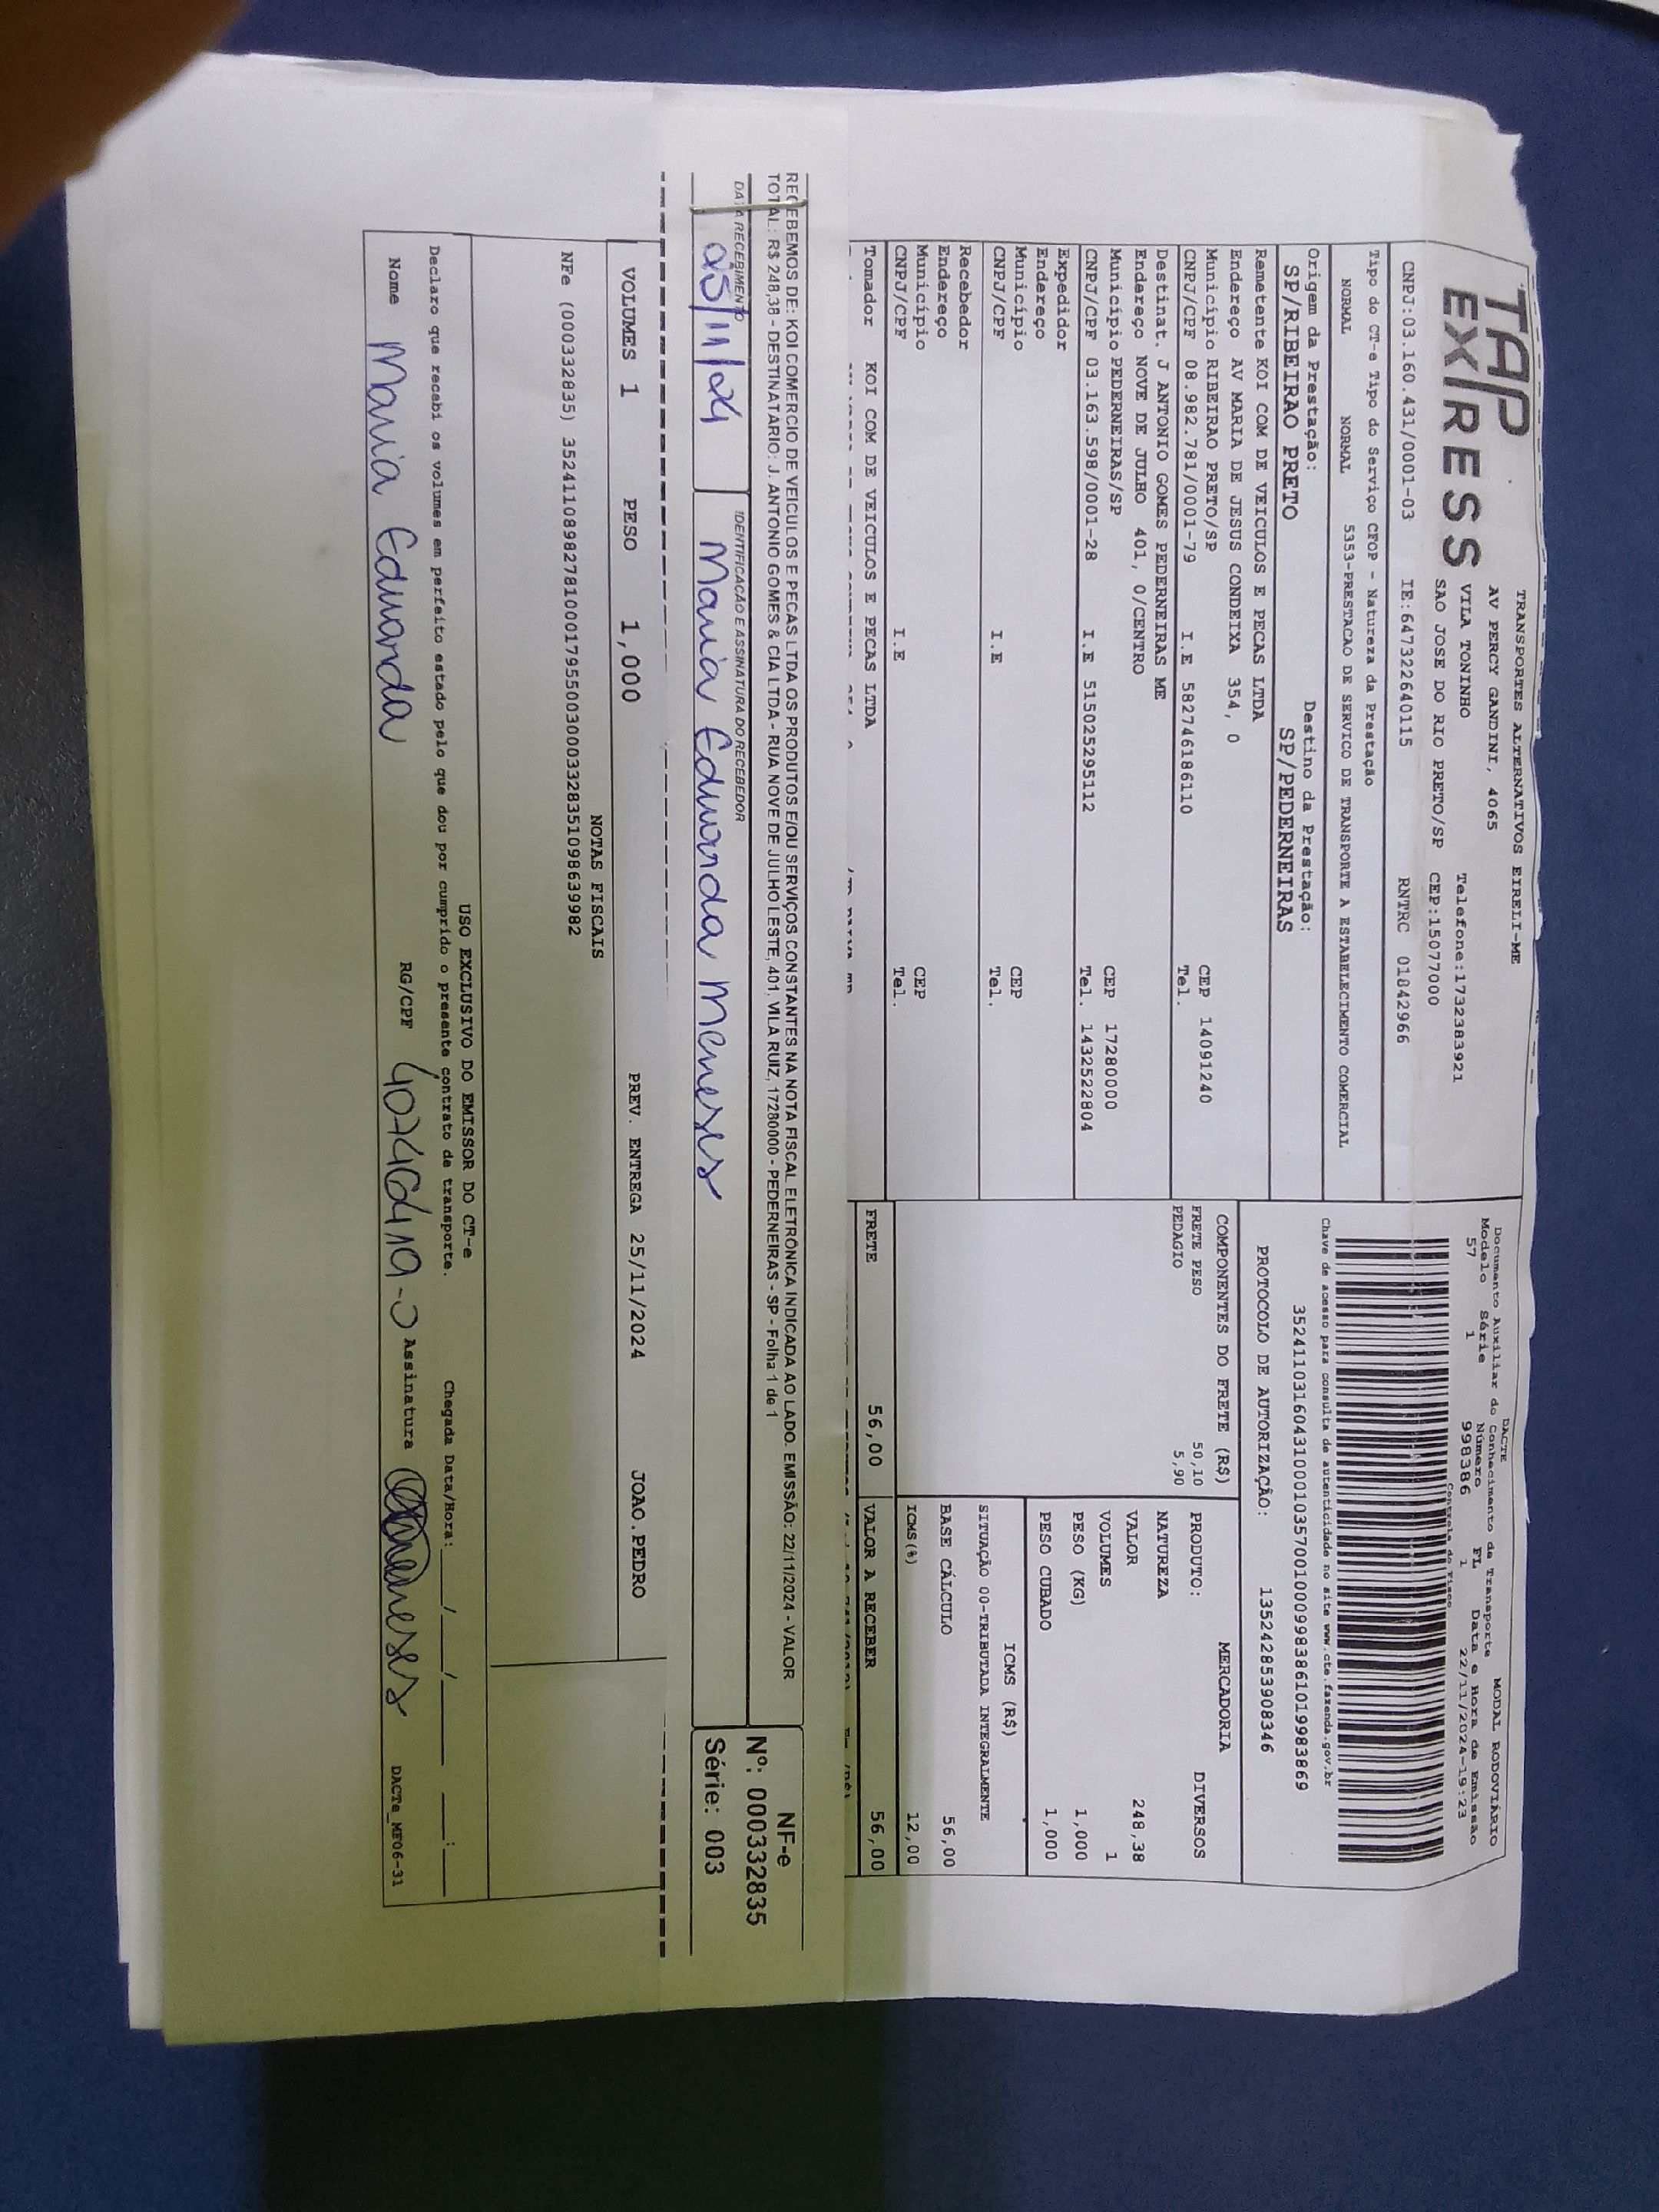 TAP EXPRESS
TRANSPORTES ALTERNATIVOS EIRELI-ME
AV PERCY GANDINI, 4065
VILA TONINHO Telefone:1732383921
SAO JOSE DO RIO PRETO/SP CEP:15077000
CNPJ:03.160.431/0001-03 IE:647322640115 RNTRC 01842966
Tipo do CT-e Tipo do Serviço CFOP - Natureza da Prestação
NORMAL NORMAL 5353-PRESTACAO DE SERVICO DE TRANSPORTE A ESTABELECIMENTO COMERCIAL
Origem da Prestação: Destino da Prestação:
SP/RIBEIRAO PRETO SP/PEDERNEIRAS
Remetente KOI COM DE VEICULOS E PECAS LTDA
Endereço AV MARIA DE JESUS CONDEIXA 354, 0
Município RIBEIRAO PRETO/SP CEP 14091240
CNPJ/CPF 08.982.781/0001-79 I.E 582746186110 Tel.
Destinat. J ANTONIO GOMES PEDERNEIRAS ME
Endereço NOVE DE JULHO 401, 0/CENTRO
Município PEDERNEIRAS/SP CEP 17280000
CNPJ/CPF 03.163.598/0001-28 I.E 515025295112 Tel. 1432522804
Expedidor
Endereço
Município CEP
CNPJ/CPF I.E Tel.
Recebedor
Endereço
Município CEP
CNPJ/CPF I.E Tel.
Tomador KOI COM DE VEICULOS E PECAS LTDA
DACTE MODAL RODOVIÁRIO
Documento Auxiliar do Conhecimento de Transporte
Modelo Série Número FL Data e Hora de Emissão
57 1 998386 1 22/11/2024-19:23
Controle do Fisco
Chave de acesso para consulta de autenticidade no site www.cte.fazenda.gov.br
35241103160431000103570010009983861019983869
PROTOCOLO DE AUTORIZAÇÃO: 135242853908346
COMPONENTES DO FRETE (R$)
FRETE PESO 50,10
PEDAGIO 5,90
MERCADORIA
PRODUTO: DIVERSOS
NATUREZA
VALOR 248,38
VOLUMES 1
PESO (KG) 1,000
PESO CUBADO 1,000
ICMS (R$)
SITUAÇÃO 00-TRIBUTADA INTEGRALMENTE
BASE CÁLCULO 56,00
ICMS(%) 12,00
FRETE 56,00 VALOR A RECEBER 56,00
RECEBEMOS DE: KOI COMERCIO DE VEICULOS E PECAS LTDA OS PRODUTOS E/OU SERVIÇOS CONSTANTES NA NOTA FISCAL ELETRÔNICA INDICADA AO LADO. EMISSÃO: 22/11/2024 - VALOR
TOTAL: R$ 248,38 - DESTINATARIO: J. ANTONIO GOMES & CIA LTDA - RUA NOVE DE JULHO LESTE, 401, VILA RUIZ, 17280000 - PEDERNEIRAS - SP - Folha 1 de 1
DATA RECEBIMENTO IDENTIFICAÇÃO E ASSINATURA DO RECEBEDOR
25/11/24 Maria Eduarda Meneses
NF-e
Nº: 000332835
Série: 003
VOLUMES 1 PESO 1,000 PREV. ENTREGA 25/11/2024 JOAO.PEDRO
NOTAS FISCAIS
NFe (000332835) 35241108982781000179550030003328351098639982
USO EXCLUSIVO DO EMISSOR DO CT-e
Declaro que recebi os volumes em perfeito estado pelo que dou por cumprido o presente contrato de transporte. Chegada Data/Hora: ___/___/_____ ___:___
Nome Maria Eduarda RG/CPF Assinatura Meneses DACTe_MF06-31